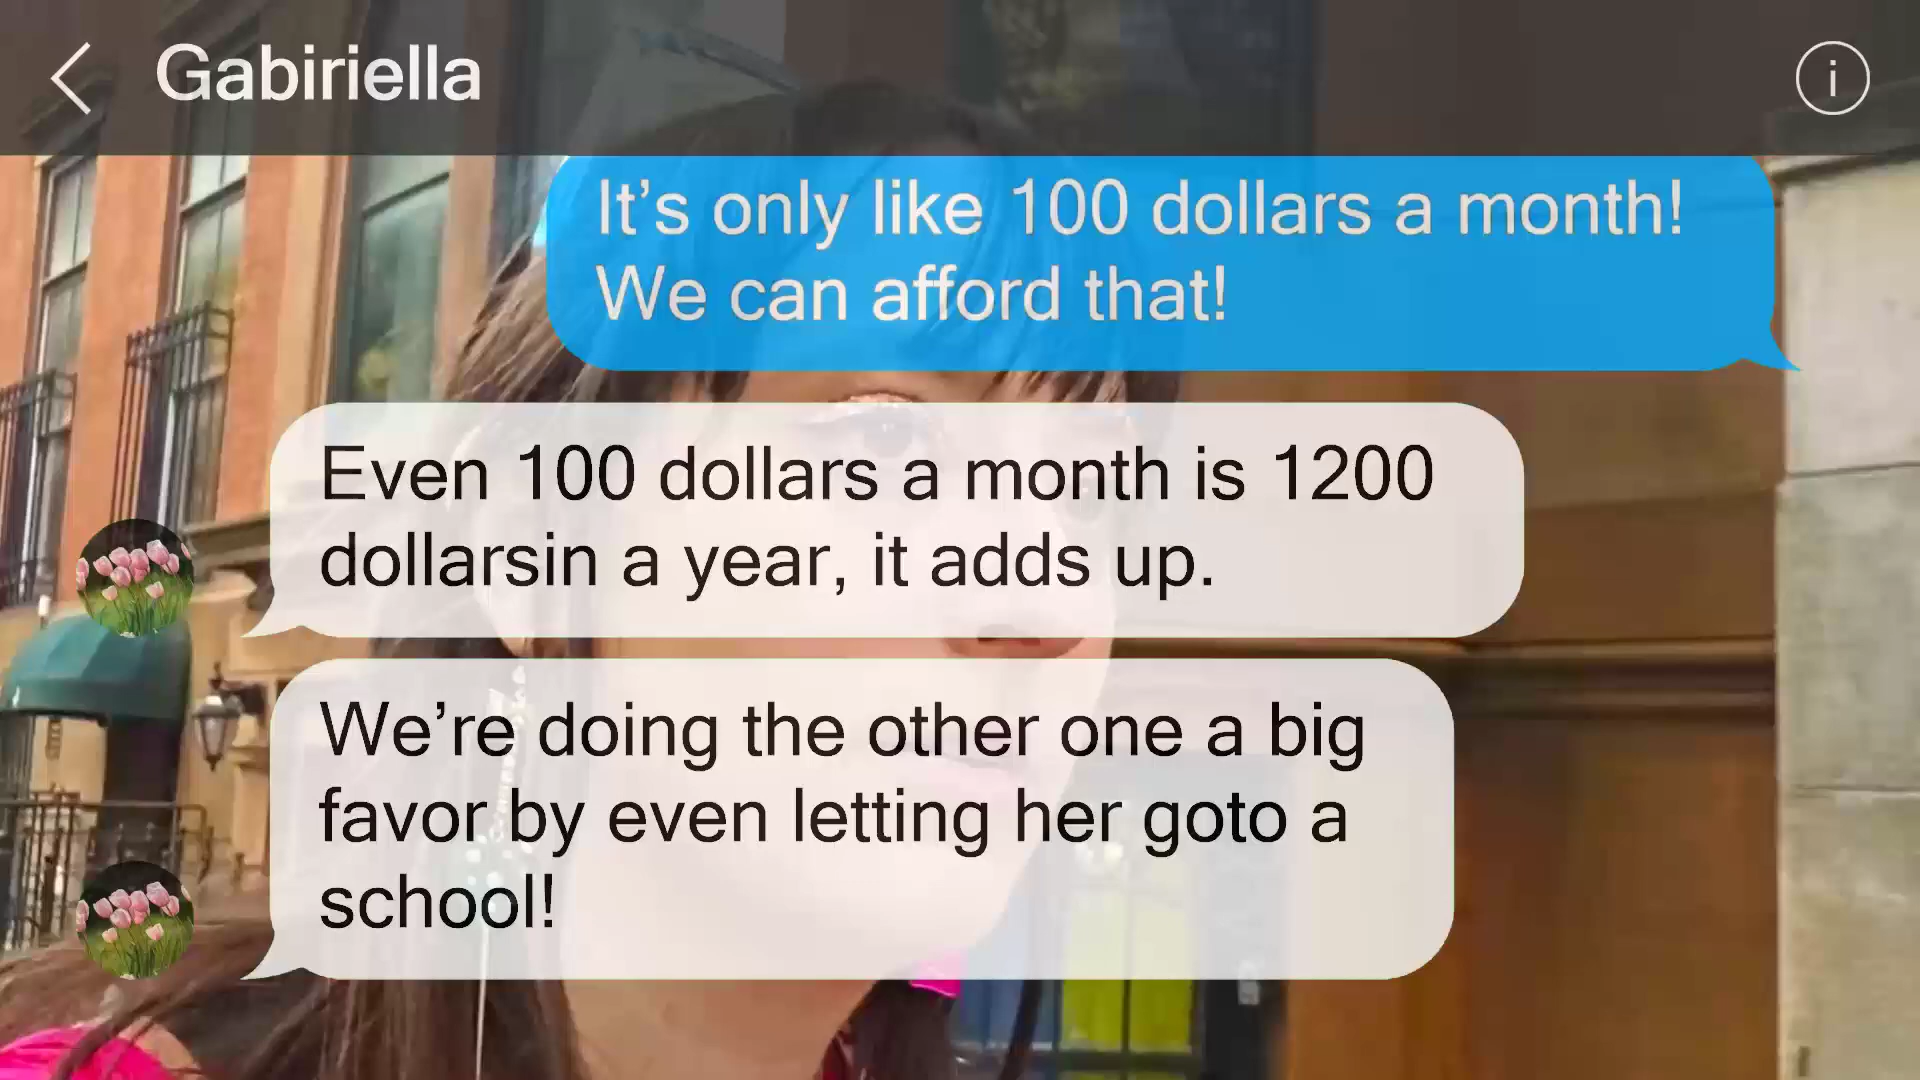 Gabiriella
It’s only like 100 dollars a month!
We can afford that!
Even 100 dollars a month is 1200
dollarsin a year, it adds up.
We’re doing the other one a big
favor by even letting her goto a
school!